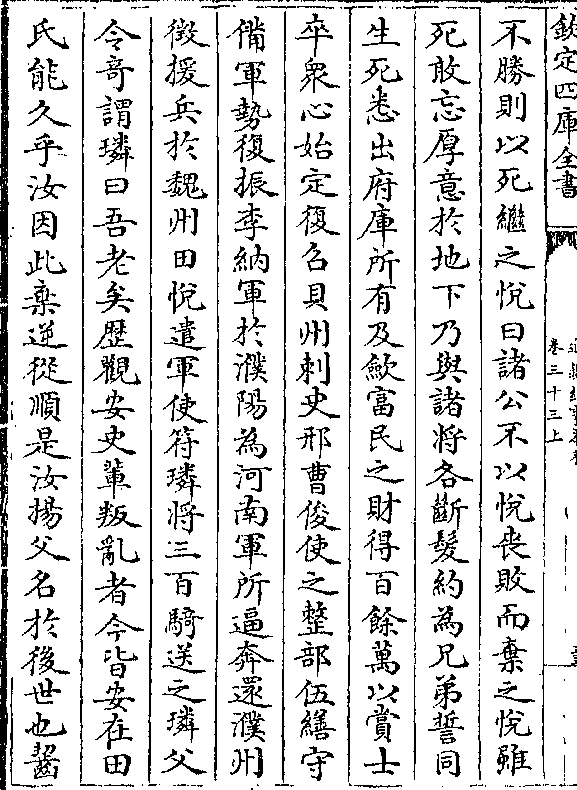 欽定四庫全書
卷三十三上
不勝則以死繼之悅曰諸公不以悅喪敗而棄之悅雖
死敢忘厚意於地下乃與諸將各斷髮約為兄弟誓同
生死悉出府庫所有及歛富民之財得百餘萬以賞士
卒衆心始定復召貝州刺史邢曹俊使之整部伍繕守
備軍勢復振李納軍於濮陽為河南軍所逼奔還濮州
徴援兵於魏州田悅遣軍使符璘將三百騎送之璘父
令奇謂璘曰吾老矣歴觀安史輩叛亂者今皆安在田
氏能久乎汝因此棄逆從順是汝揚父名於後世也齧